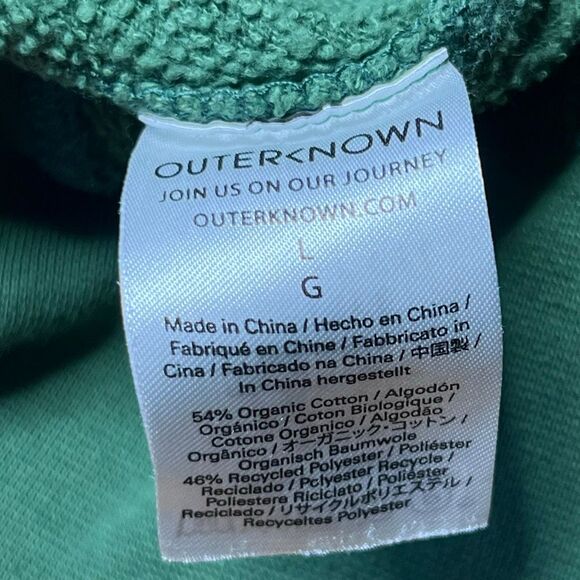 OUTERKNOWN
JOIN US ON OUR JOURNEY
OUTERKNOWN.COM
L
G
Made in China / Hecho en China /
Fabriqué en Chine / Fabbricato in
Cina / Fabricado na China / 中国製 /
In China hergestellt
54% Organic Cotton / Algodón
Orgánico / Coton Biologique /
Cotone Organico / Algodão
Orgânico / オーガニック・コットン /
Organisch Baumwole
46% Recycled Polyester / Poliéster
Reciclado / Polyester Recycle /
Poliestere Riciclato / Poliéster
Reciclado / リサイクルポリエステル /
Recyceltes Polyester